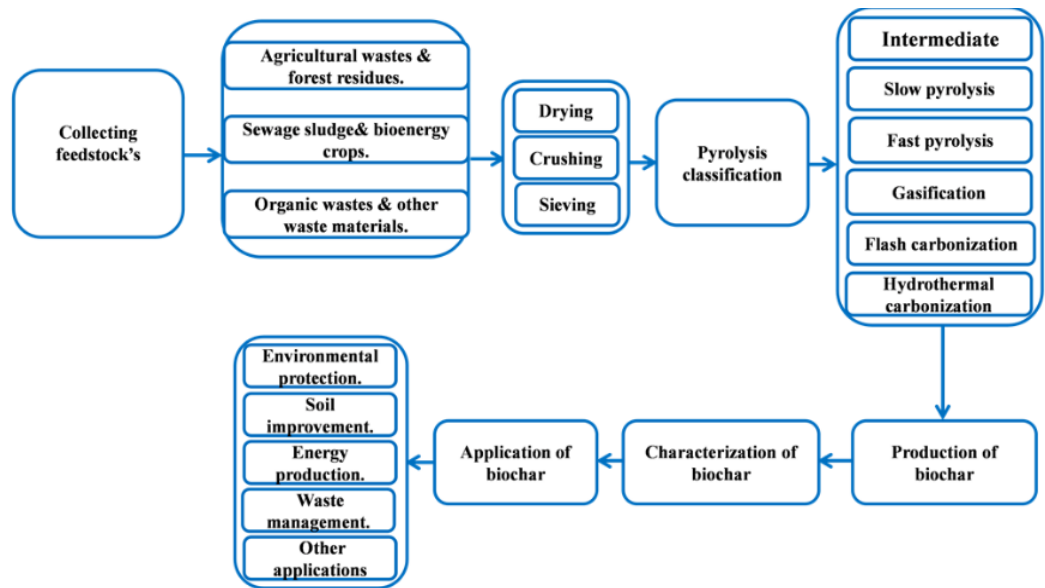 Collecting
feedstock's
Agricultural wastes &
forest residues.
Sewage sludge& bioenergy
crops.
Organic wastes & other
waste materials.
Drying
Crushing
Sieving
Pyrolysis
classification
Intermediate
Slow pyrolysis
Fast pyrolysis
Gasification
Flash carbonization
Hydrothermal
carbonization
Production of
biochar
Characterization of
biochar
Application of
biochar
Environmental
protection.
Soil
improvement.
Energy
production.
Waste
management.
Other
applications